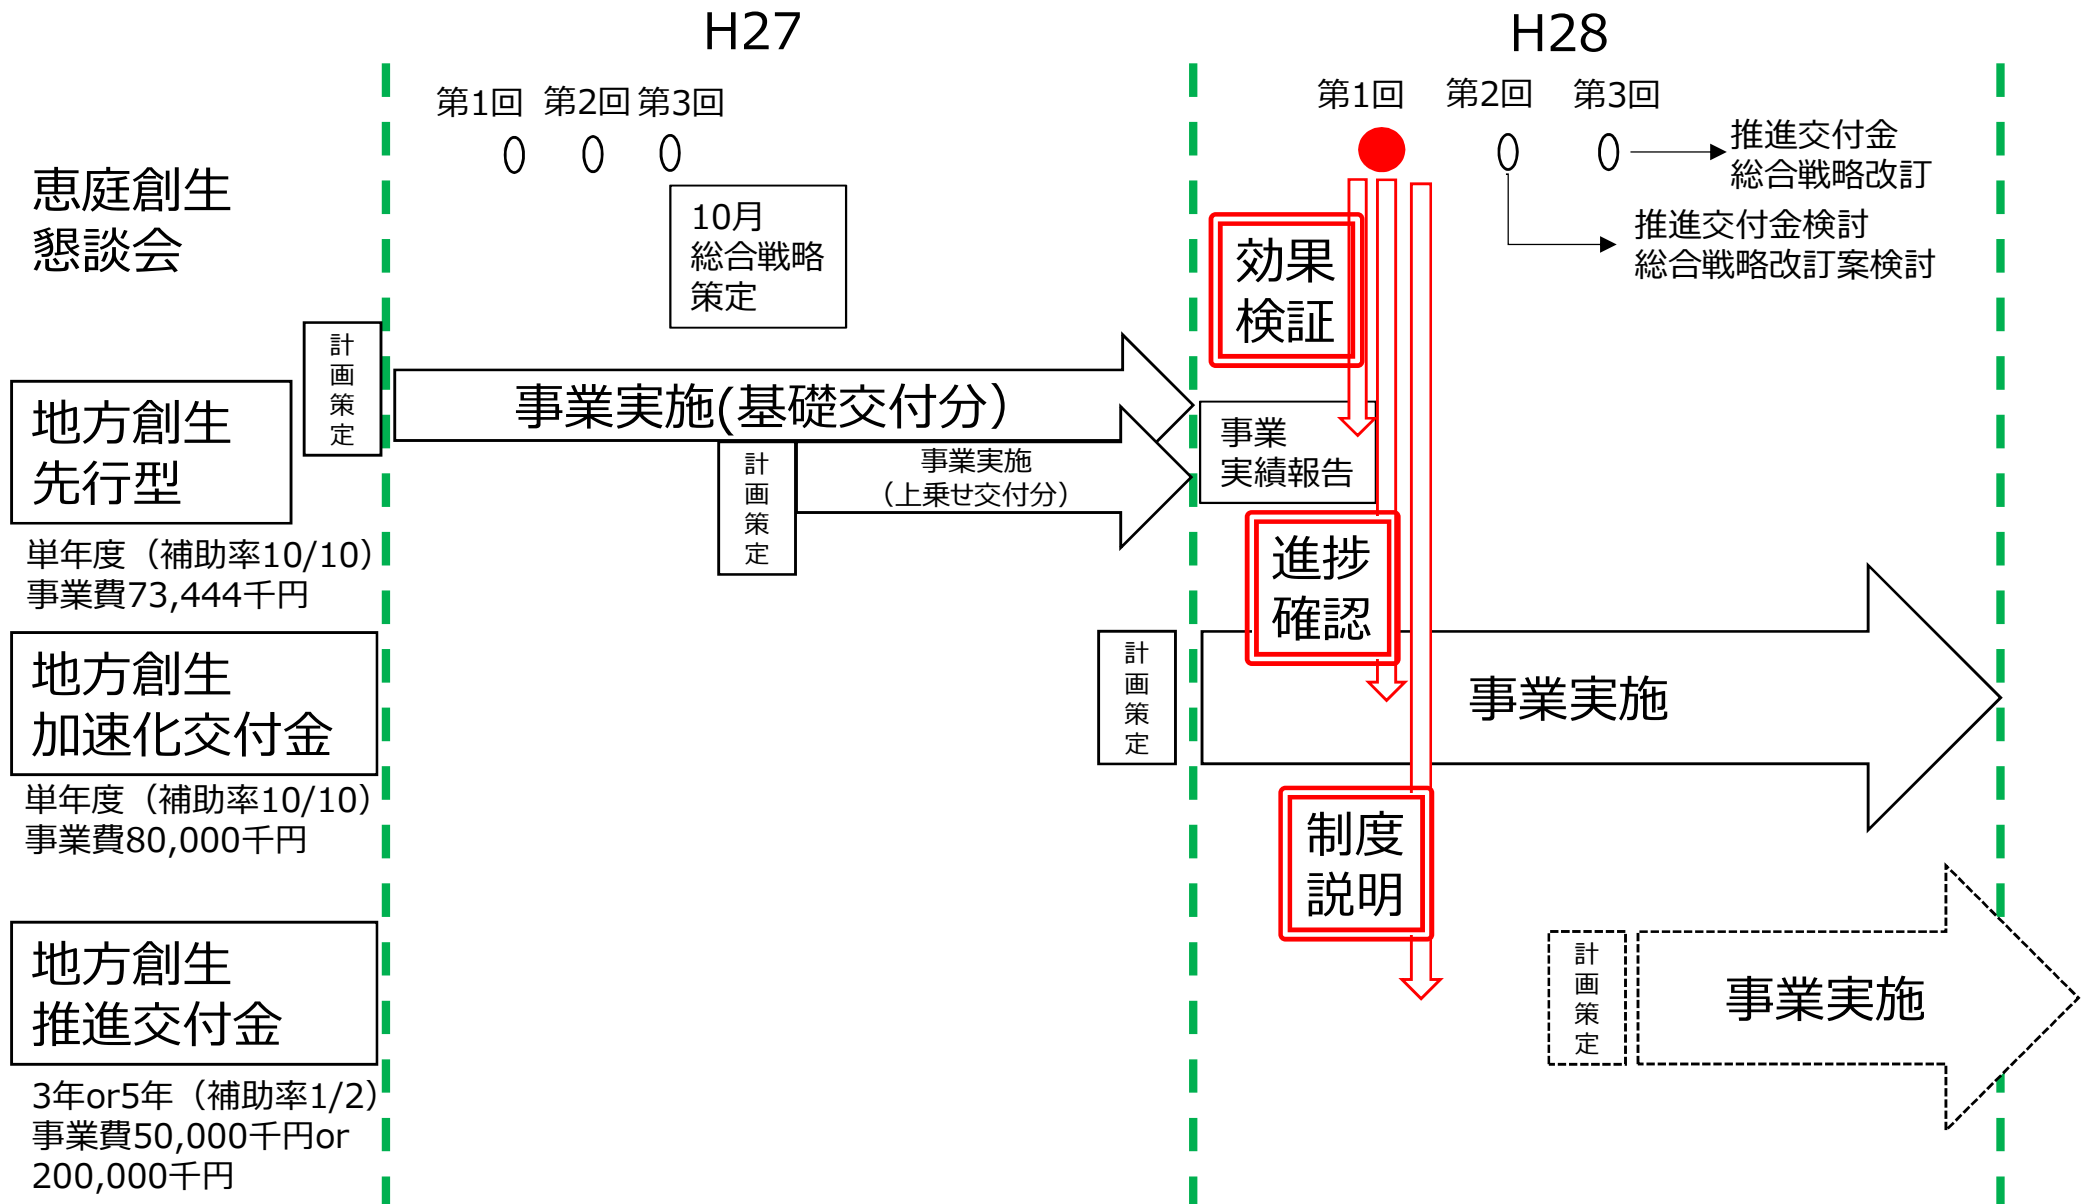 H27
H28
第1回
第2回
第3回
第1回
第2回
第3回
推進交付金
総合戦略改訂
推進交付金検討
総合戦略改訂案検討
恵庭創生
懇談会
10月
総合戦略
策定
効果
検証
計
画
策
定
事業実施(基礎交付分）
地方創生
先行型
単年度（補助率10/10）
事業費73,444千円
計
画
策
定
事業実施
（上乗せ交付分）
事業
実績報告
進捗
確認
地方創生
加速化交付金
単年度（補助率10/10）
事業費80,000千円
計
画
策
定
事業実施
制度
説明
地方創生
推進交付金
3年or5年（補助率1/2）
事業費50,000千円or
200,000千円
計
画
策
定
事業実施